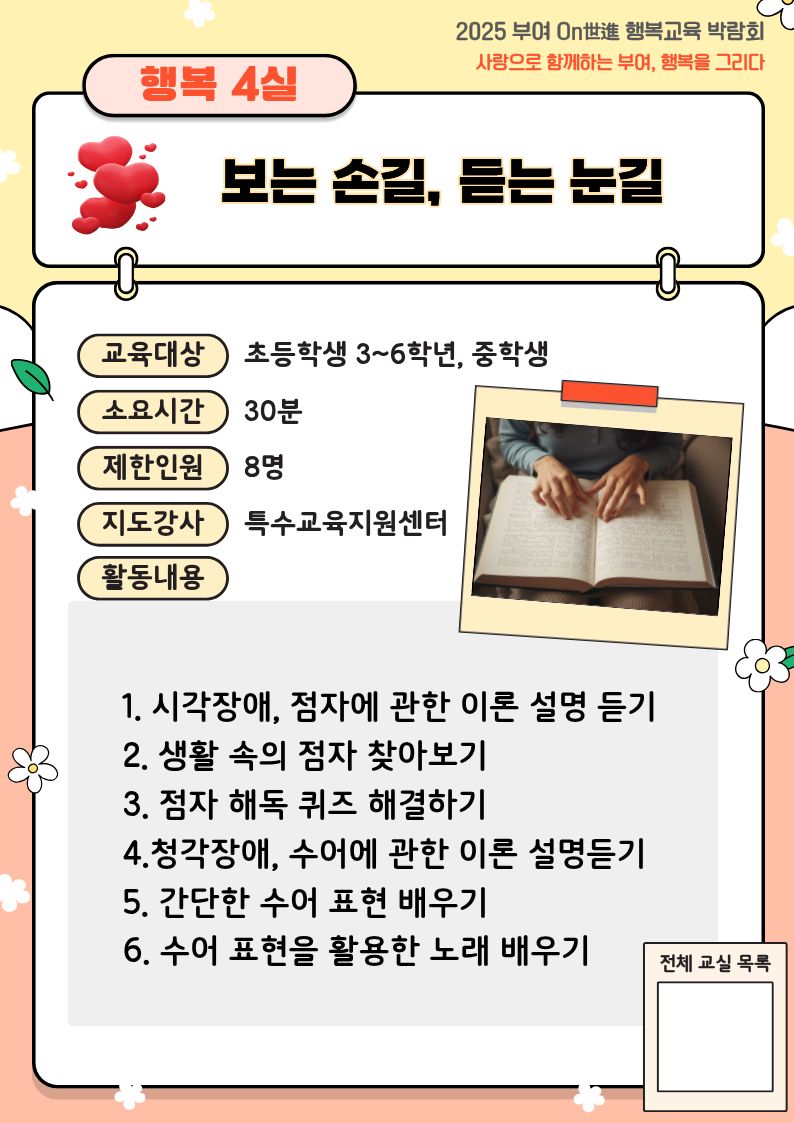 2025 부여 On世進 행복교육 박람회
사랑으로 함께하는 부여, 행복을 그리다
행복 4실
보는 손길, 듣는 눈길
교육대상 초등학생 3~6학년, 중학생
소요시간 30분
제한인원 8명
지도강사 특수교육지원센터
활동내용
1. 시각장애, 점자에 관한 이론 설명 듣기
2. 생활 속의 점자 찾아보기
3. 점자 해독 퀴즈 해결하기
4.청각장애, 수어에 관한 이론 설명듣기
5. 간단한 수어 표현 배우기
6. 수어 표현을 활용한 노래 배우기
전체 교실 목록